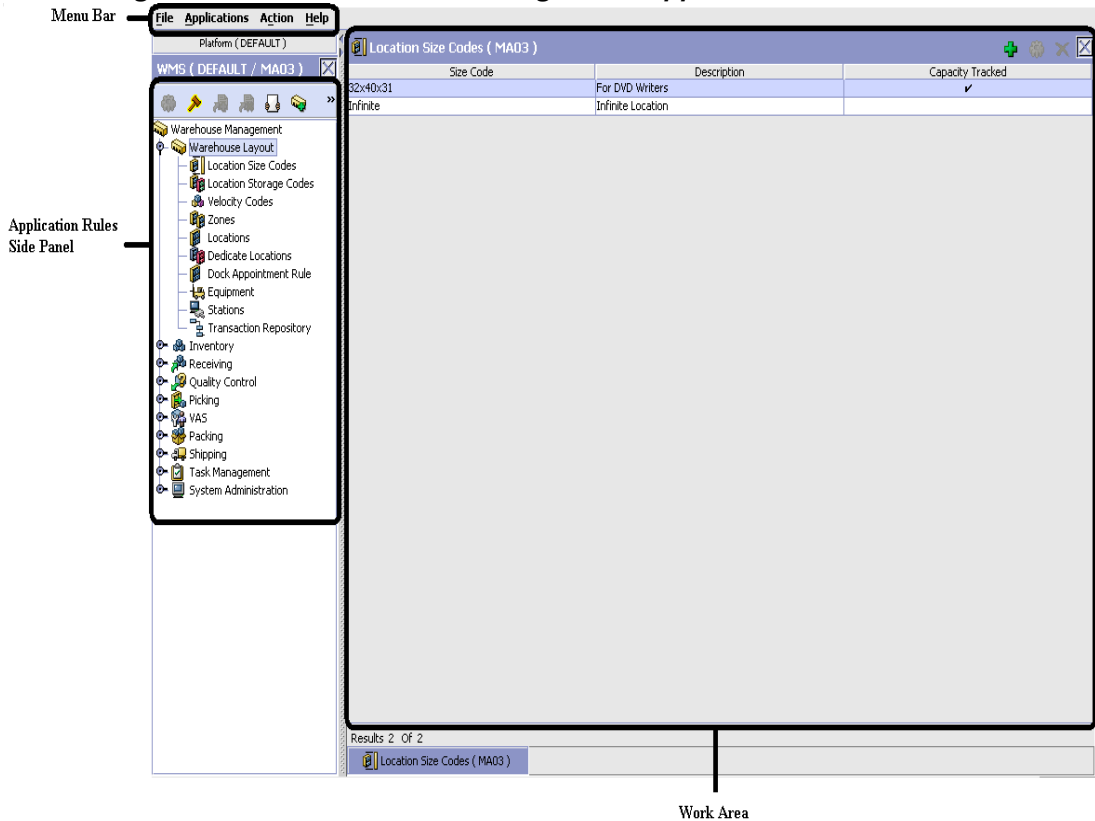 Menu Bar
File Applications Action Help
Platform ( DEFAULT )
WMS ( DEFAULT / MA03 )
»
Warehouse Management
Warehouse Layout
Location Size Codes
Location Storage Codes
Velocity Codes
Zones
Locations
Dedicate Locations
Dock Appointment Rule
Equipment
Stations
Transaction Repository
Inventory
Receiving
Quality Control
Picking
VAS
Packing
Shipping
Task Management
System Administration
Application Rules
Side Panel
Location Size Codes ( MA03 )
Size Code Description Capacity Tracked
32x40x31 For DVD Writers ✔
Infinite Infinite Location
Results 2 Of 2
Location Size Codes ( MA03 )
Work Area